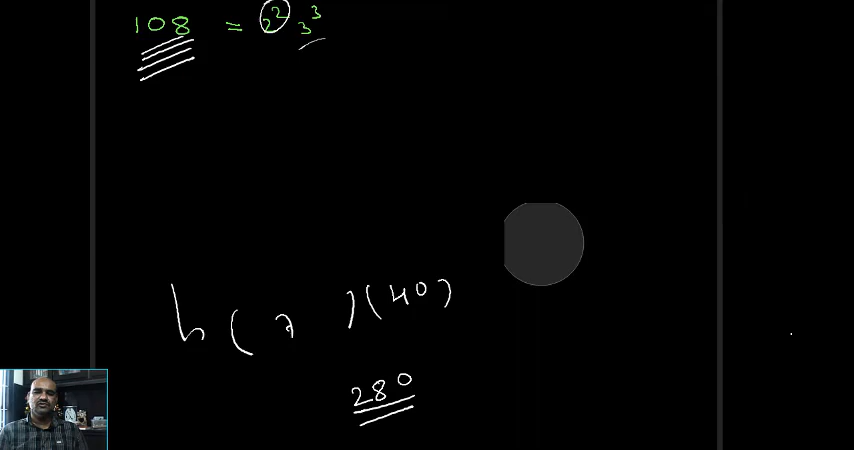 108 = 2² 3³
h ( 7 ) ( 40 )
280